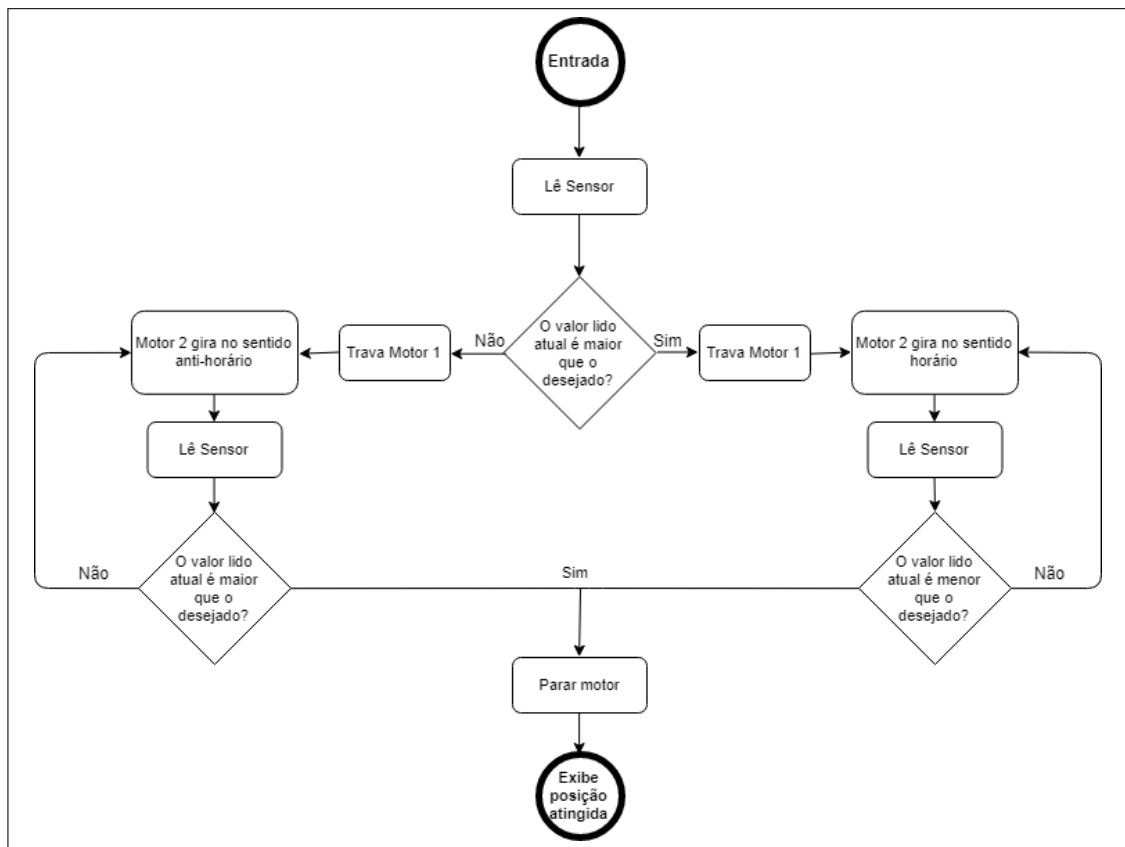 Entrada
Lê Sensor
O valor lido
atual é maior
que o
desejado?
Não
Sim
Trava Motor 1
Motor 2 gira no sentido
anti-horário
Trava Motor 1
Motor 2 gira no sentido
horário
Lê Sensor
Lê Sensor
O valor lido
atual é maior
que o
desejado?
Não
Sim
O valor lido
atual é menor
que o
desejado?
Não
Parar motor
Exibe
posição
atingida